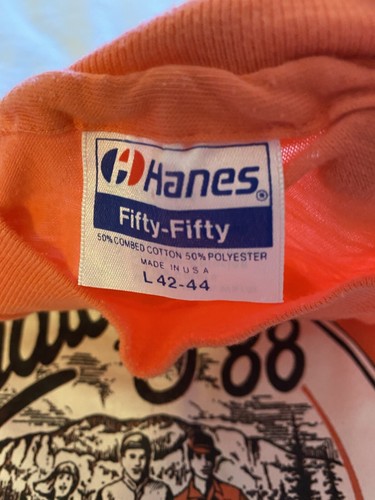 Hanes®
Fifty-Fifty
50% COMBED COTTON 50% POLYESTER
MADE IN U S A
L 42-44
'88